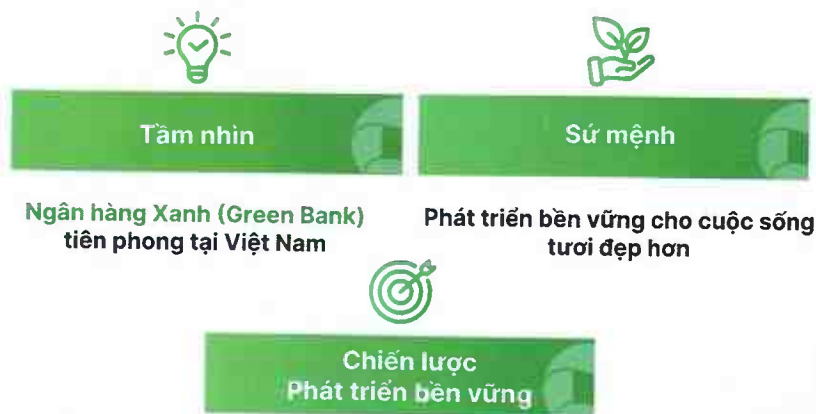 Tầm nhìn
Sứ mệnh
Ngân hàng Xanh (Green Bank)
tiên phong tại Việt Nam
Phát triển bền vững cho cuộc sống
tươi đẹp hơn
Chiến lược
Phát triển bền vững